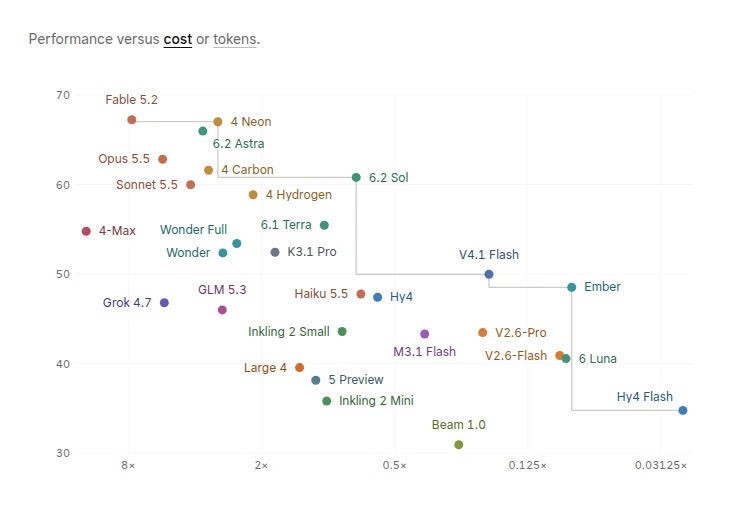 Performance versus cost or tokens.
70
Fable 5.2
4 Neon
6.2 Astra
Opus 5.5
4 Carbon
Sonnet 5.5
6.2 Sol
60
4 Hydrogen
4-Max
Wonder Full
6.1 Terra
Wonder
K3.1 Pro
V4.1 Flash
50
GLM 5.3
Haiku 5.5
Hy4
Ember
Grok 4.7
Inkling 2 Small
V2.6-Pro
M3.1 Flash
V2.6-Flash
6 Luna
40
Large 4
5 Preview
Inkling 2 Mini
Hy4 Flash
Beam 1.0
30
8×
2×
0.5×
0.125×
0.03125×